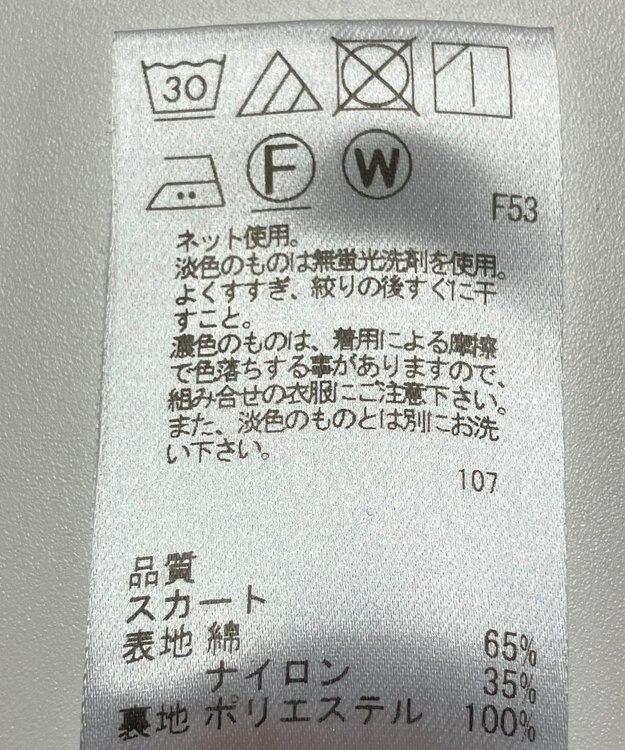 30
F W
F53
ネット使用。
淡色のものは無蛍光洗剤を使用。
よくすすぎ、絞りの後すぐに干
すこと。
濃色のものは、着用による摩擦
で色落ちする事がありますので、
組み合せの衣服にご注意下さい。
また、淡色のものとは別にお洗
い下さい。
107
品質
スカート
表地 綿 65%
ナイロン 35%
裏地 ポリエステル 100%